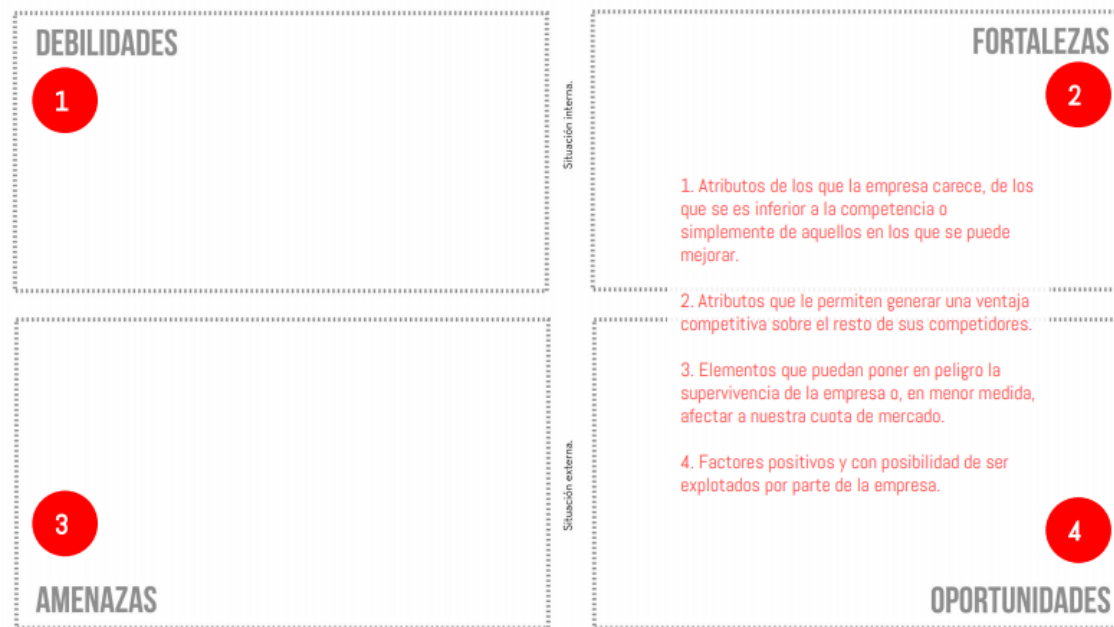 DEBILIDADES
1
Situación interna.
FORTALEZAS
2
1. Atributos de los que la empresa carece, de los
que se es inferior a la competencia o
simplemente de aquellos en los que se puede
mejorar.
2. Atributos que le permiten generar una ventaja
competitiva sobre el resto de sus competidores.
3. Elementos que puedan poner en peligro la
supervivencia de la empresa o, en menor medida,
afectar a nuestra cuota de mercado.
4. Factores positivos y con posibilidad de ser
explotados por parte de la empresa.
3
AMENAZAS
Situación externa.
4
OPORTUNIDADES